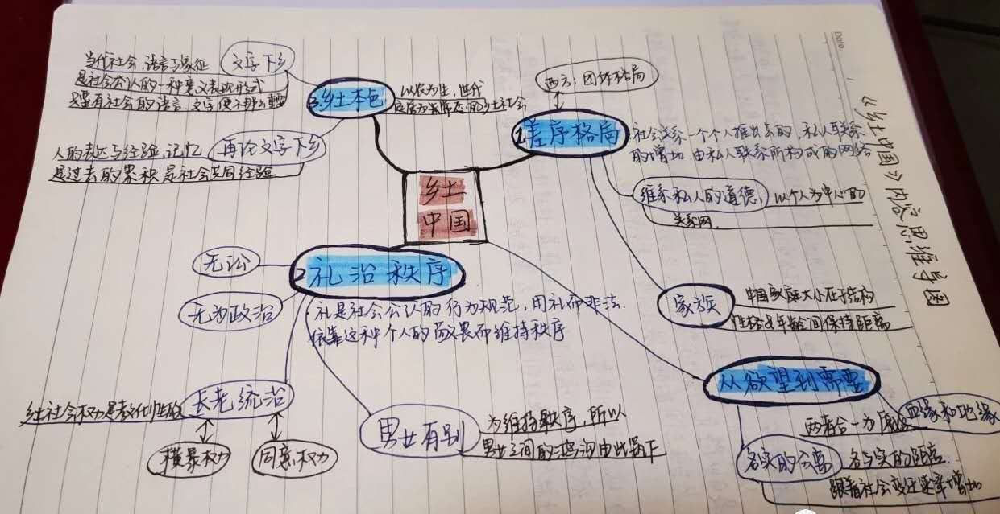 《乡土中国》内容思维导图
Date.
乡土
中国
1.差序格局
西方：团体格局
社会关系一个个人推出去的，私人联系
的增加 由私人联系所构成的网络
维系私人的道德，以个人为中心的
关系网
家族
中国家庭大小在于结构
性格及年龄间保持距离
2.礼治秩序
·礼是社会公认的行为规范，用礼而非法.
依靠这种个人的敬畏而维持秩序
无讼
无为政治
长老统治
乡土社会权力是教化性的
横暴权力
同意权力
男女有别
为维持秩序，所以
男女之间的鸿沟由此筑下
3.乡土本色
以农为生，世代
定居为常态的乡土社会
文字下乡
当代社会，语言与象征
是社会公认的一种意义表现形式
只要有社会的语言，文字便不那么重要
再论文字下乡
人的表达与经验，记忆
是过去的累积 是社会共同经验
从欲望到需要
血缘和地缘
两者合一为
名实的分离
名与实的距离
跟着社会变迁速率增加